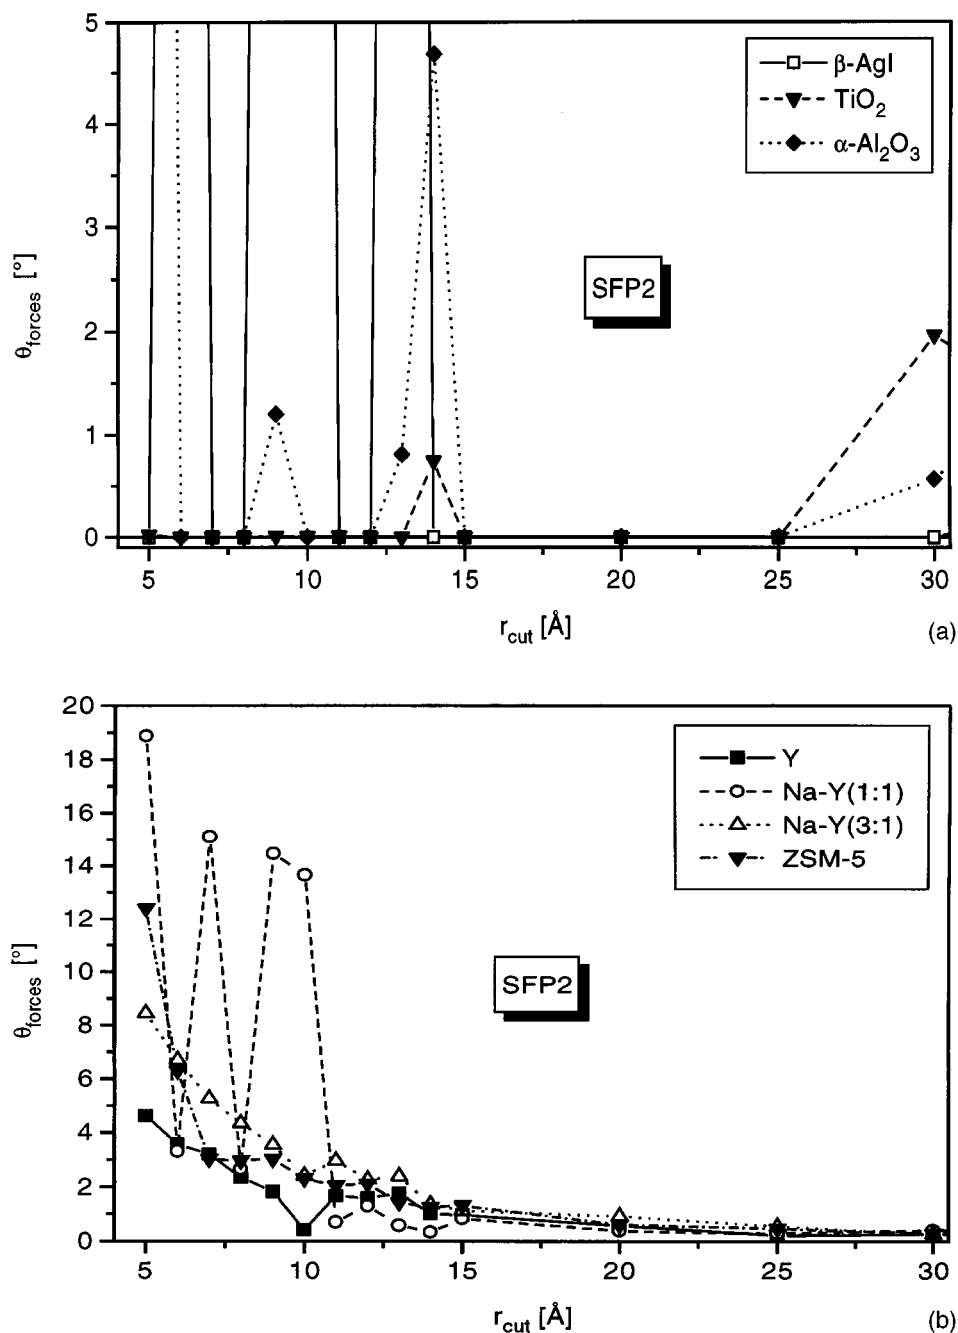 5
4
3
2
1
0
θforces [°]
β-AgI
TiO2
α-Al2O3
SFP2
5 10 15 20 25 30
rcut [Å]
(a)
20
18
16
14
12
10
8
6
4
2
0
θforces [°]
Y
Na-Y(1:1)
Na-Y(3:1)
ZSM-5
SFP2
5 10 15 20 25 30
rcut [Å]
(b)